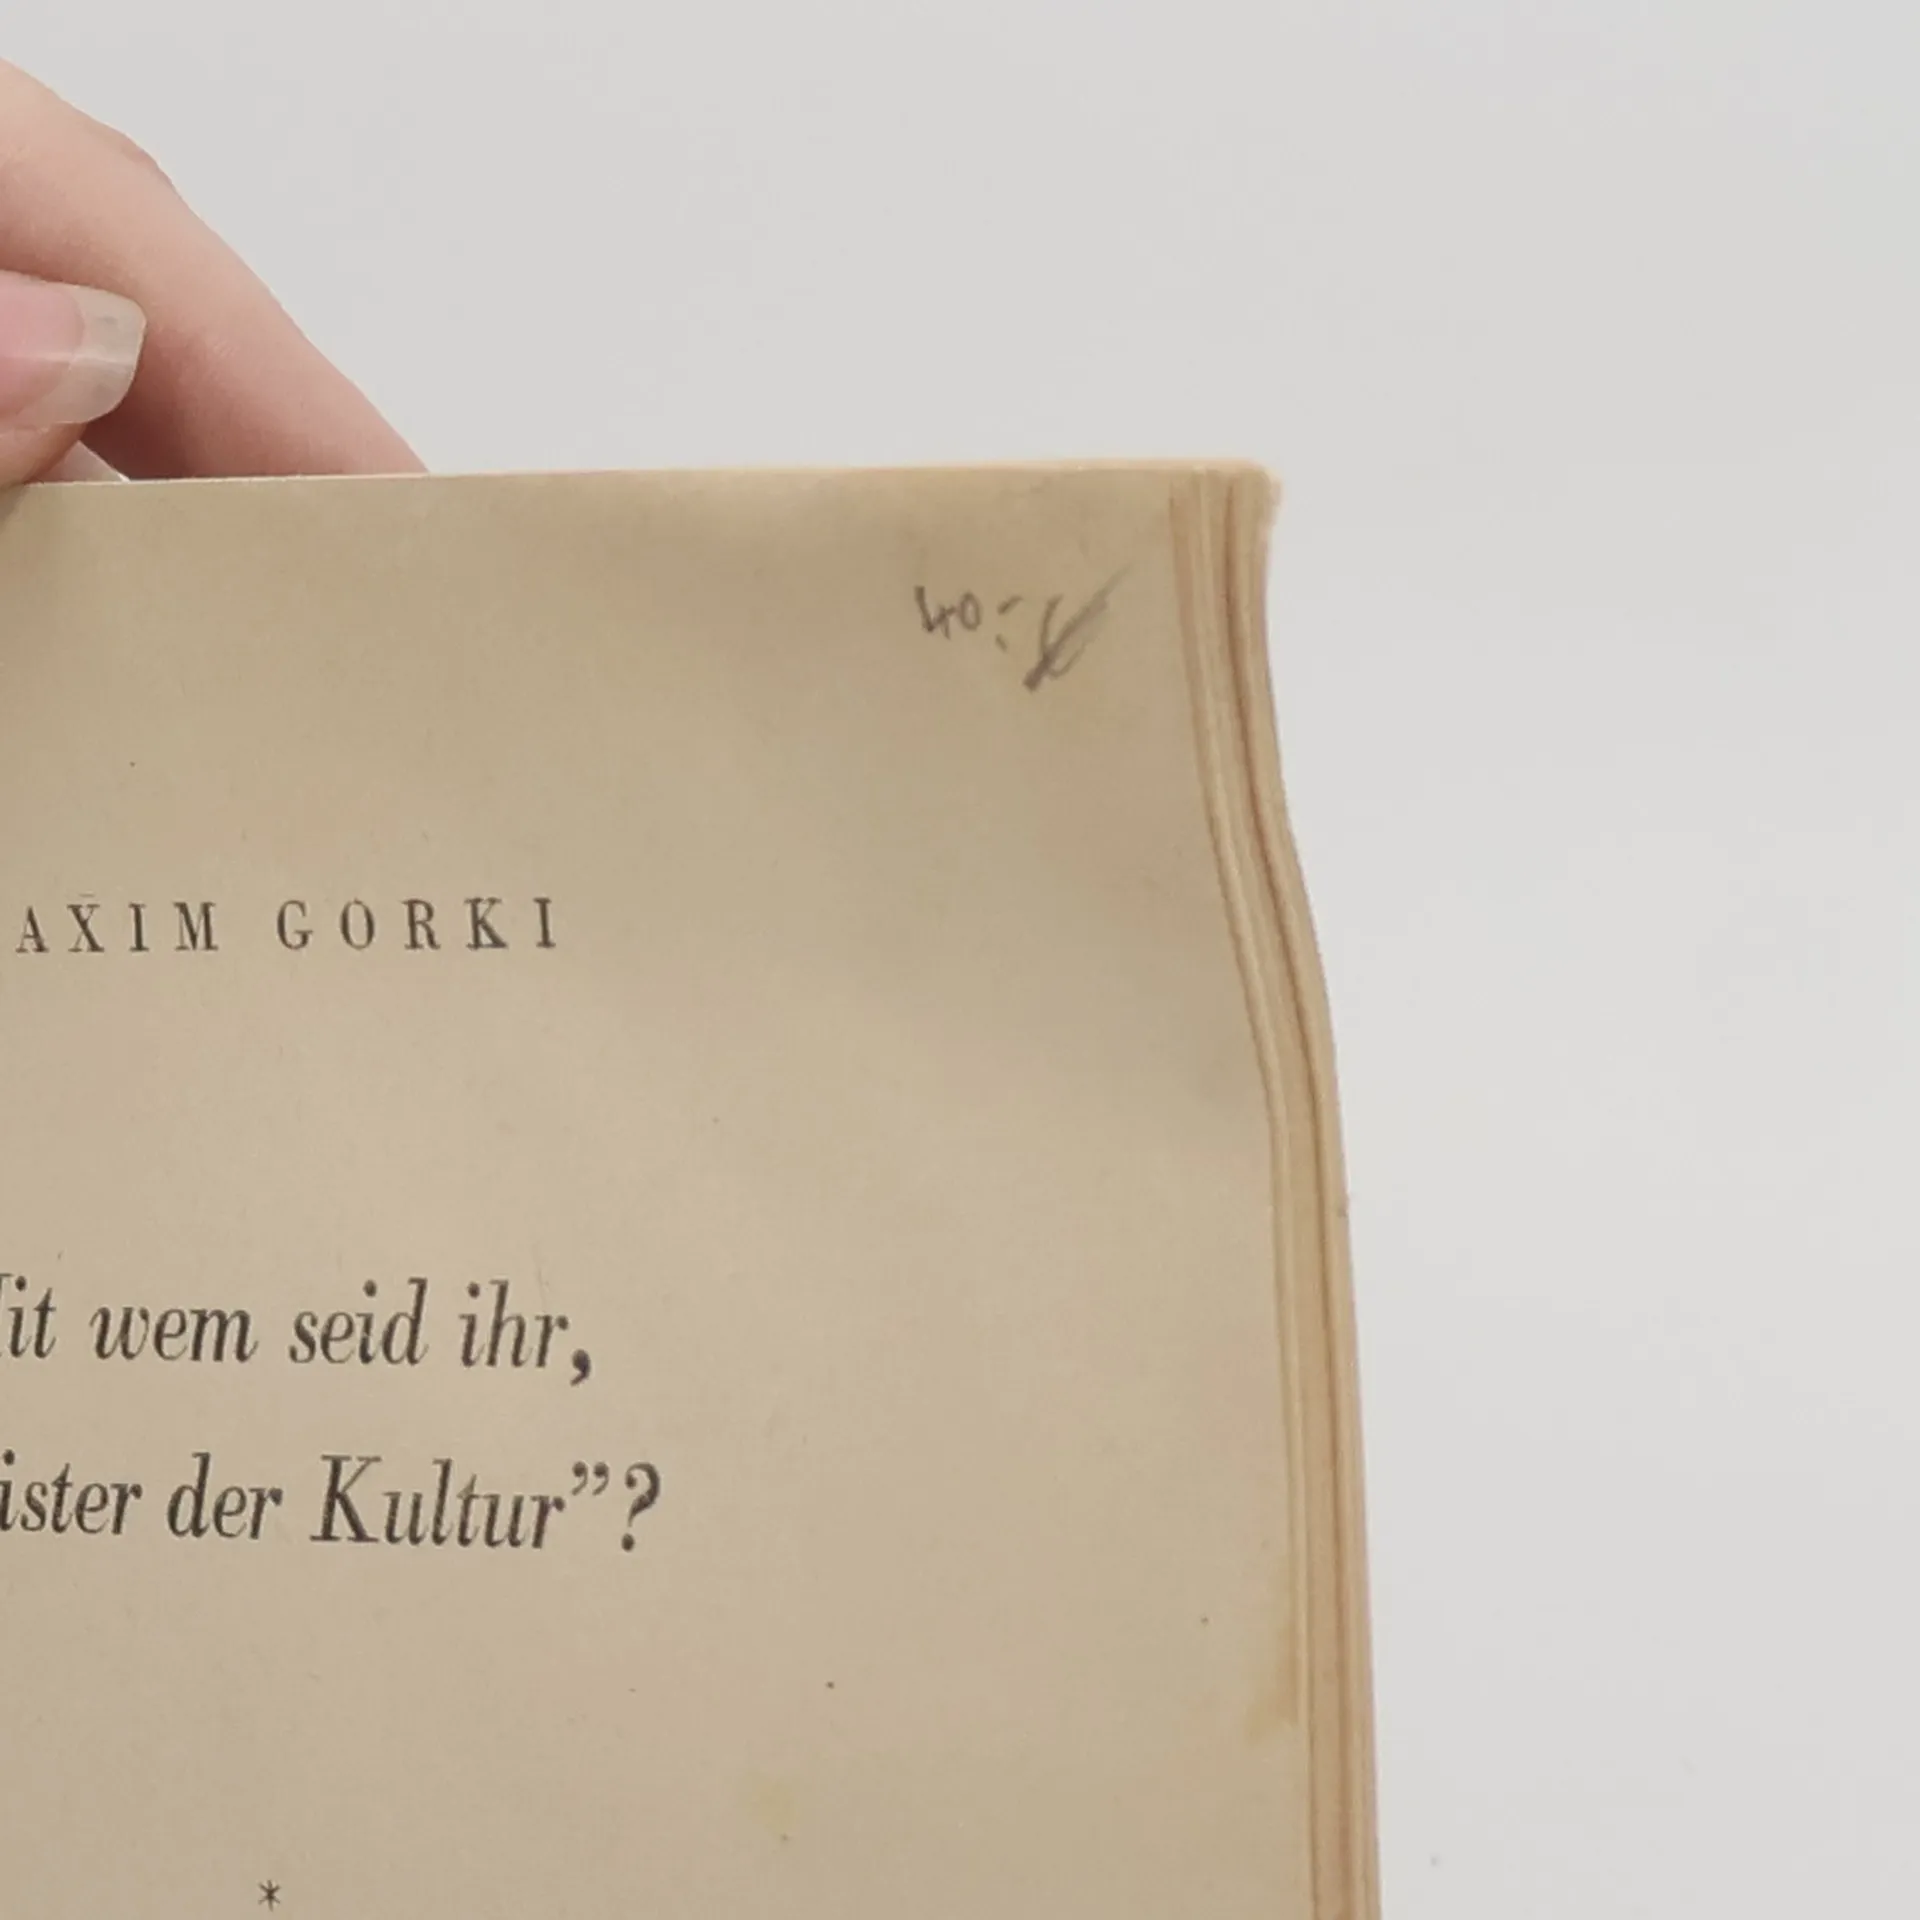 40:-
AXIM GORKI
it wem seid ihr,
ister der Kultur”?
*